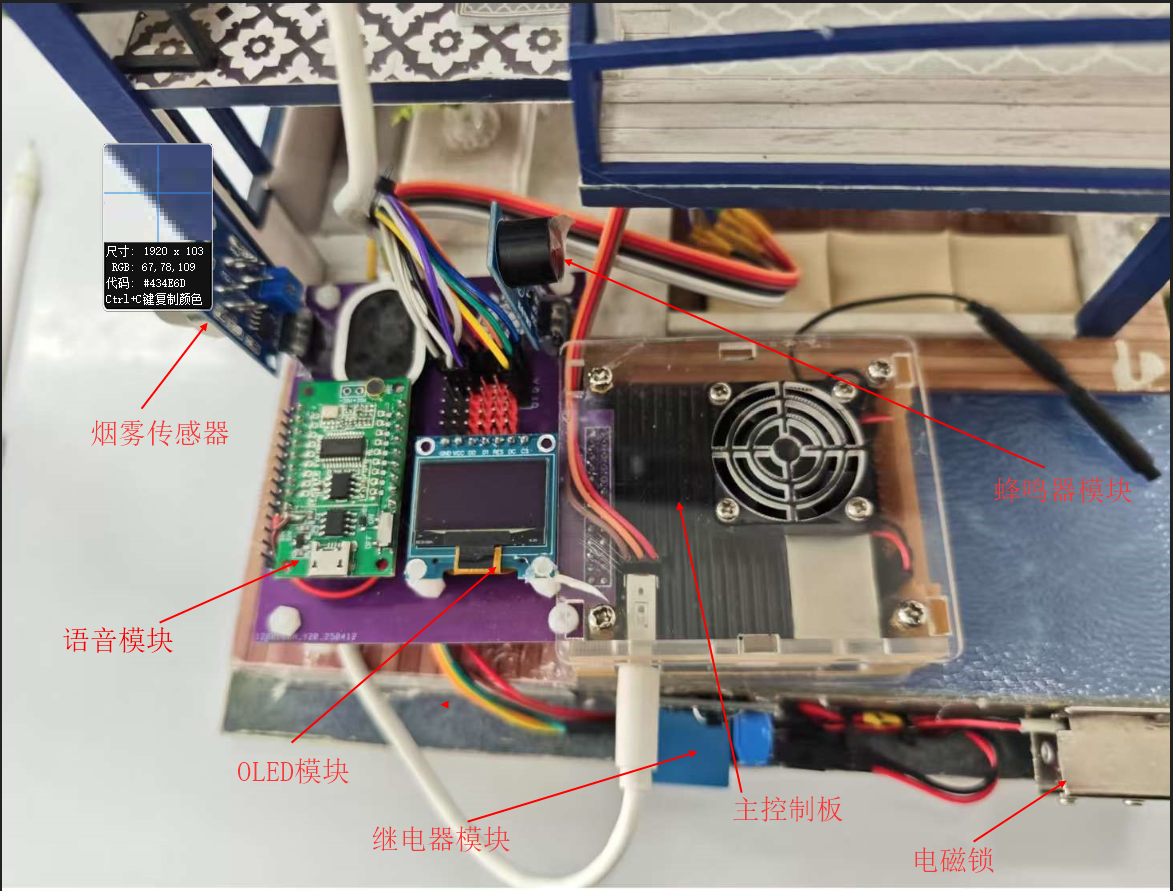 尺寸: 1920 x 103
RGB: 67,78,109
代码: #434E6D
Ctrl+C键复制颜色
烟雾传感器
GND VCC D0 D1 RES DC CS
蜂鸣器模块
语音模块
OLED模块
主控制板
继电器模块
电磁锁